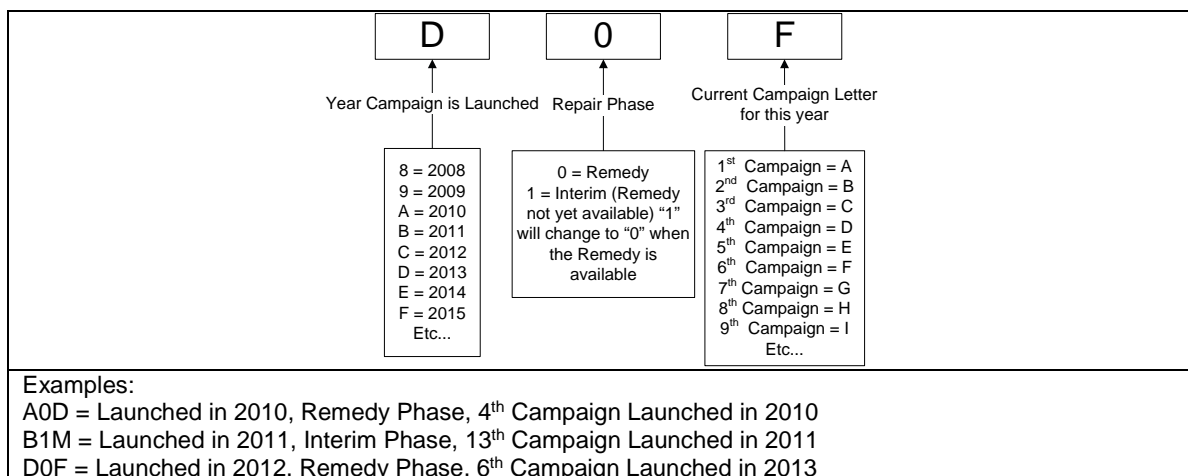 D 0 F
Year Campaign is Launched
Repair Phase
Current Campaign Letter
for this year
8 = 2008
9 = 2009
A = 2010
B = 2011
C = 2012
D = 2013
E = 2014
F = 2015
Etc...
0 = Remedy
1 = Interim (Remedy
not yet available) “1”
will change to “0” when
the Remedy is
available
1st Campaign = A
2nd Campaign = B
3rd Campaign = C
4th Campaign = D
5th Campaign = E
6th Campaign = F
7th Campaign = G
8th Campaign = H
9th Campaign = I
Etc...
Examples:
A0D = Launched in 2010, Remedy Phase, 4th Campaign Launched in 2010
B1M = Launched in 2011, Interim Phase, 13th Campaign Launched in 2011
D0F = Launched in 2012, Remedy Phase, 6th Campaign Launched in 2013